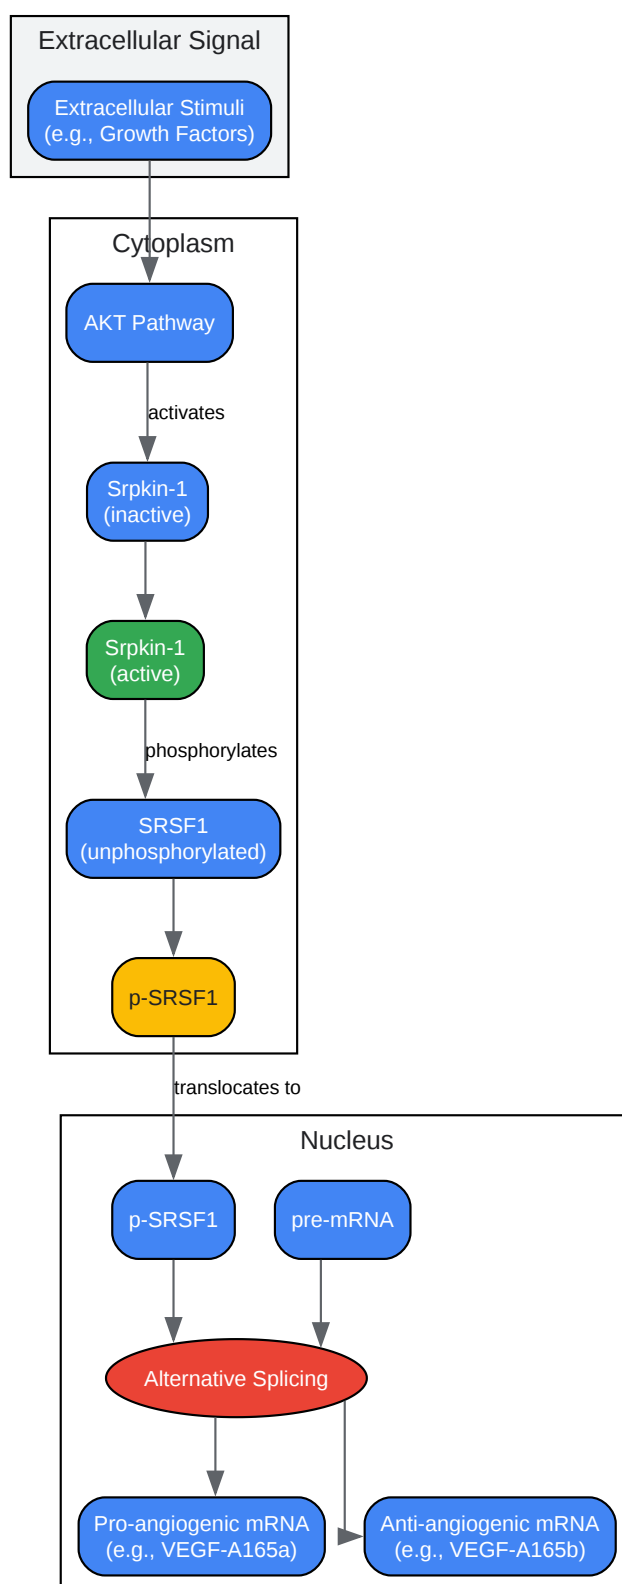 Extracellular Signal
Extracellular Stimuli
(e.g., Growth Factors)
Cytoplasm
AKT Pathway
activates
Srpkin-1
(inactive)
Srpkin-1
(active)
phosphorylates
SRSF1
(unphosphorylated)
p-SRSF1
translocates to
Nucleus
p-SRSF1
pre-mRNA
Alternative Splicing
Pro-angiogenic mRNA
(e.g., VEGF-A165a)
Anti-angiogenic mRNA
(e.g., VEGF-A165b)